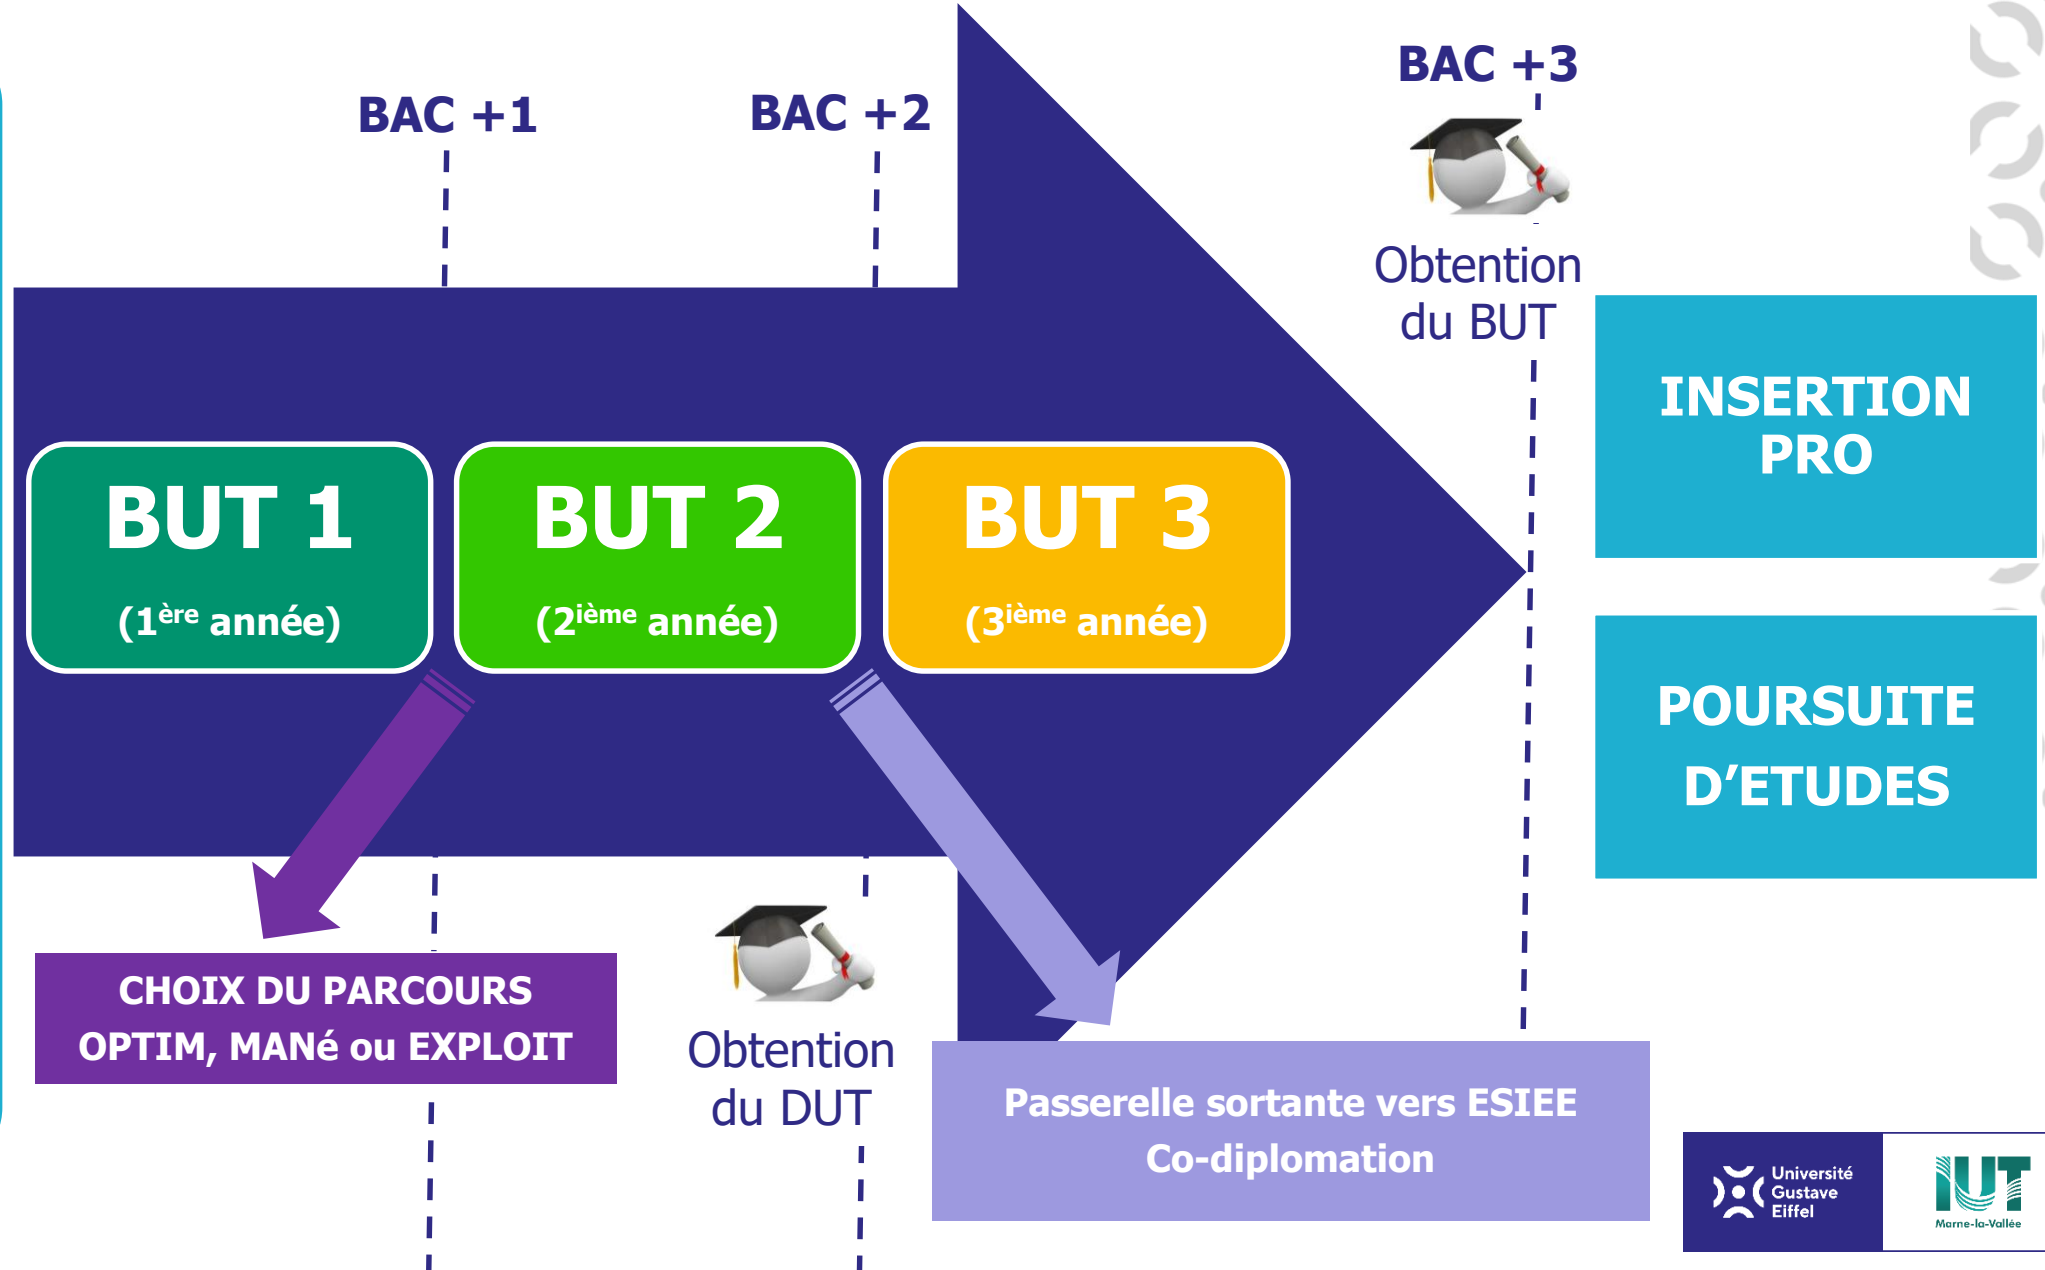 BAC +1
BAC +2
BAC +3
Obtention
du BUT
BUT 1
(1ère année)
BUT 2
(2ième année)
BUT 3
(3ième année)
INSERTION
PRO
POURSUITE
D’ETUDES
CHOIX DU PARCOURS
OPTIM, MANé ou EXPLOIT
Obtention
du DUT
Passerelle sortante vers ESIEE
Co-diplomation
Université
Gustave
Eiffel
IUT
Marne-la-Vallée